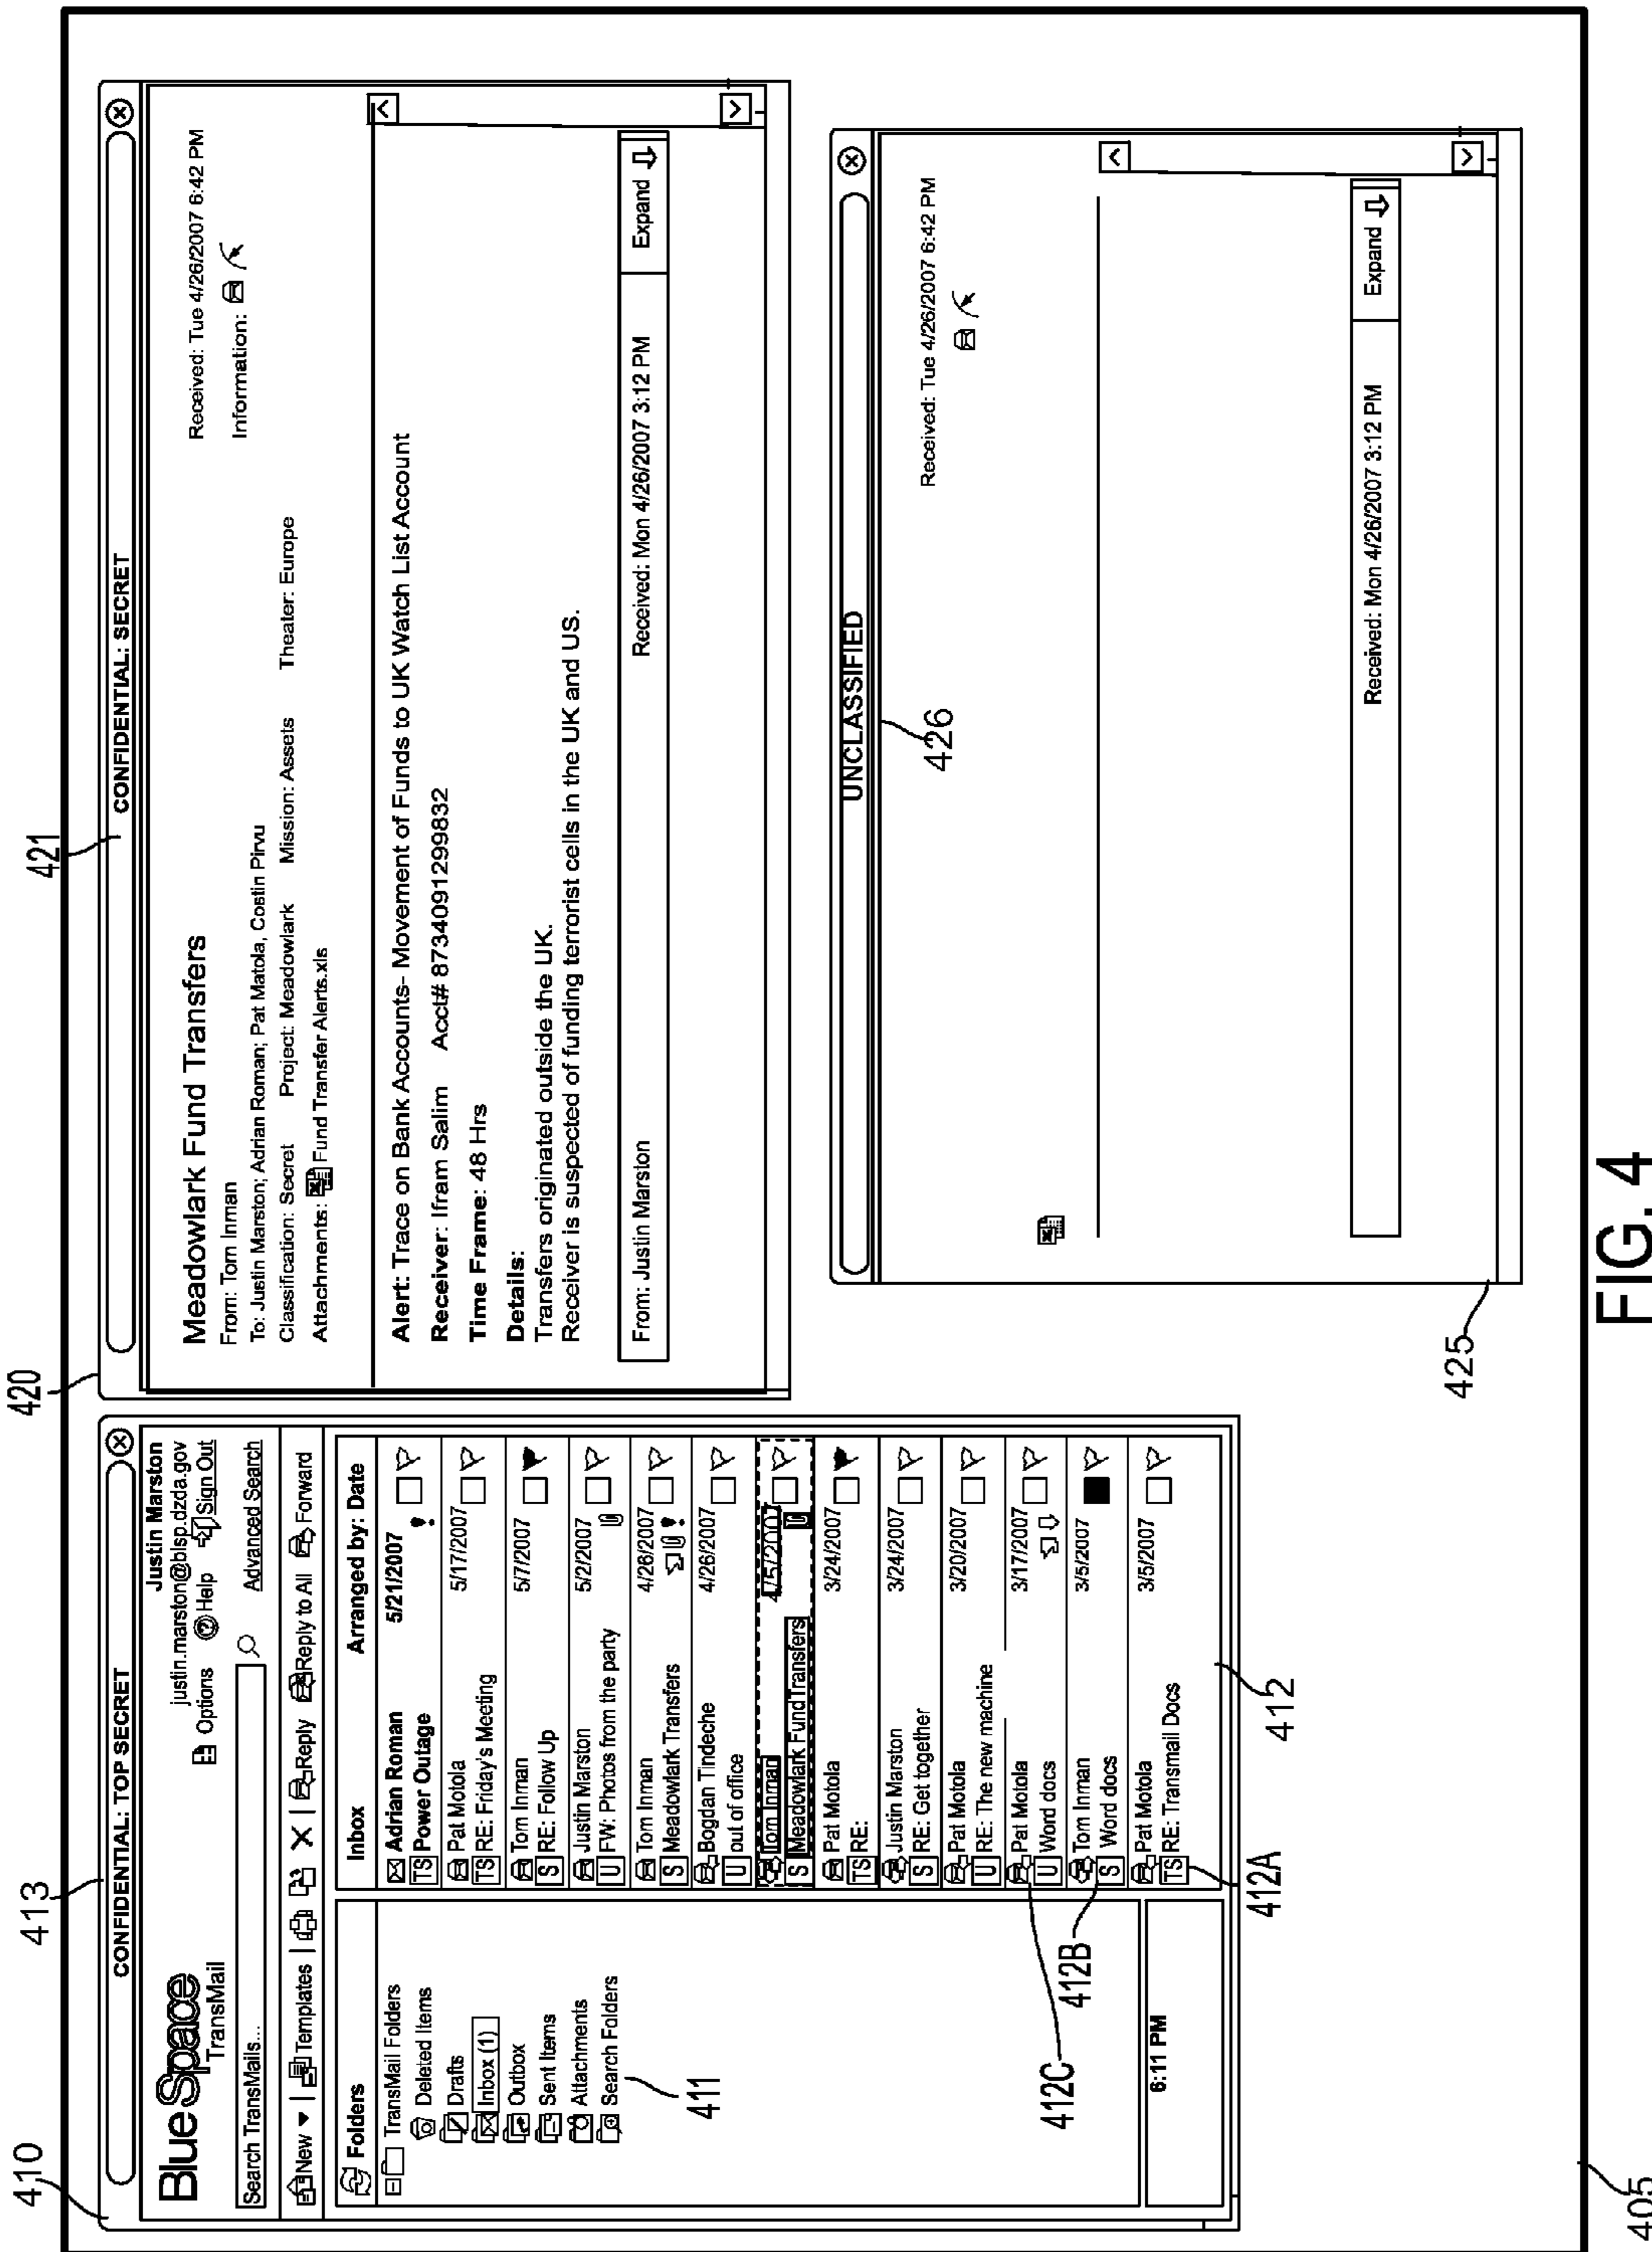 410
413
CONFIDENTIAL: TOP SECRET
BlueSpace
TransMail
Justin Marston
justin.marston@blsp.dzda.gov
Options Help Sign Out
Search TransMails... Advanced Search
New Templates Reply Reply to All Forward
Folders
TransMail Folders
Deleted Items
Drafts
Inbox (1)
Outbox
Sent Items
Attachments
Search Folders
411
6:11 PM
Inbox Arranged by: Date
Adrian Roman 5/21/2007
TS Power Outage
Pat Motola 5/17/2007
TS RE: Friday's Meeting
Tom Inman 5/7/2007
S RE: Follow Up
Justin Marston 5/2/2007
U FW: Photos from the party
Tom Inman 4/26/2007
S Meadowlark Transfers
Bogdan Tindeche 4/26/2007
U out of office
Tom Inman 4/5/2007
S Meadowlark FundTransfers
Pat Motola 3/24/2007
TS RE:
Justin Marston 3/24/2007
S RE: Get together
Pat Motola 3/20/2007
U RE: The new machine
Pat Motola 3/17/2007
U Word docs
Tom Inman 3/5/2007
S Word docs
Pat Motola 3/5/2007
TS RE: Transmail Docs
412C
412B
412A
412
420
421
CONFIDENTIAL: SECRET
Meadowlark Fund Transfers
Received: Tue 4/26/2007 6:42 PM
From: Tom Inman
Information:
To: Justin Marston; Adrian Roman; Pat Matola, Costin Pirvu
Classification: Secret Project: Meadowlark Mission: Assets Theater: Europe
Attachments: Fund Transfer Alerts.xls
Alert: Trace on Bank Accounts- Movement of Funds to UK Watch List Account
Receiver: Ifram Salim Acct# 873409129983​2
Time Frame: 48 Hrs
Details:
Transfers originated outside the UK.
Receiver is suspected of funding terrorist cells in the UK and US.
From: Justin Marston Received: Mon 4/26/2007 3:12 PM Expand
UNCLASSIFIED
426
Received: Tue 4/26/2007 6:42 PM
Received: Mon 4/26/2007 3:12 PM Expand
425
405
FIG. 4